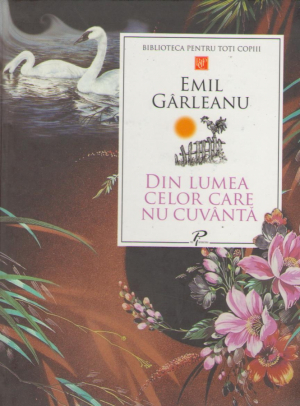 BIBLIOTECA PENTRU TOȚI COPIII
EMIL
GÂRLEANU
DIN LUMEA
CELOR CARE
NU CUVÂNTĂ